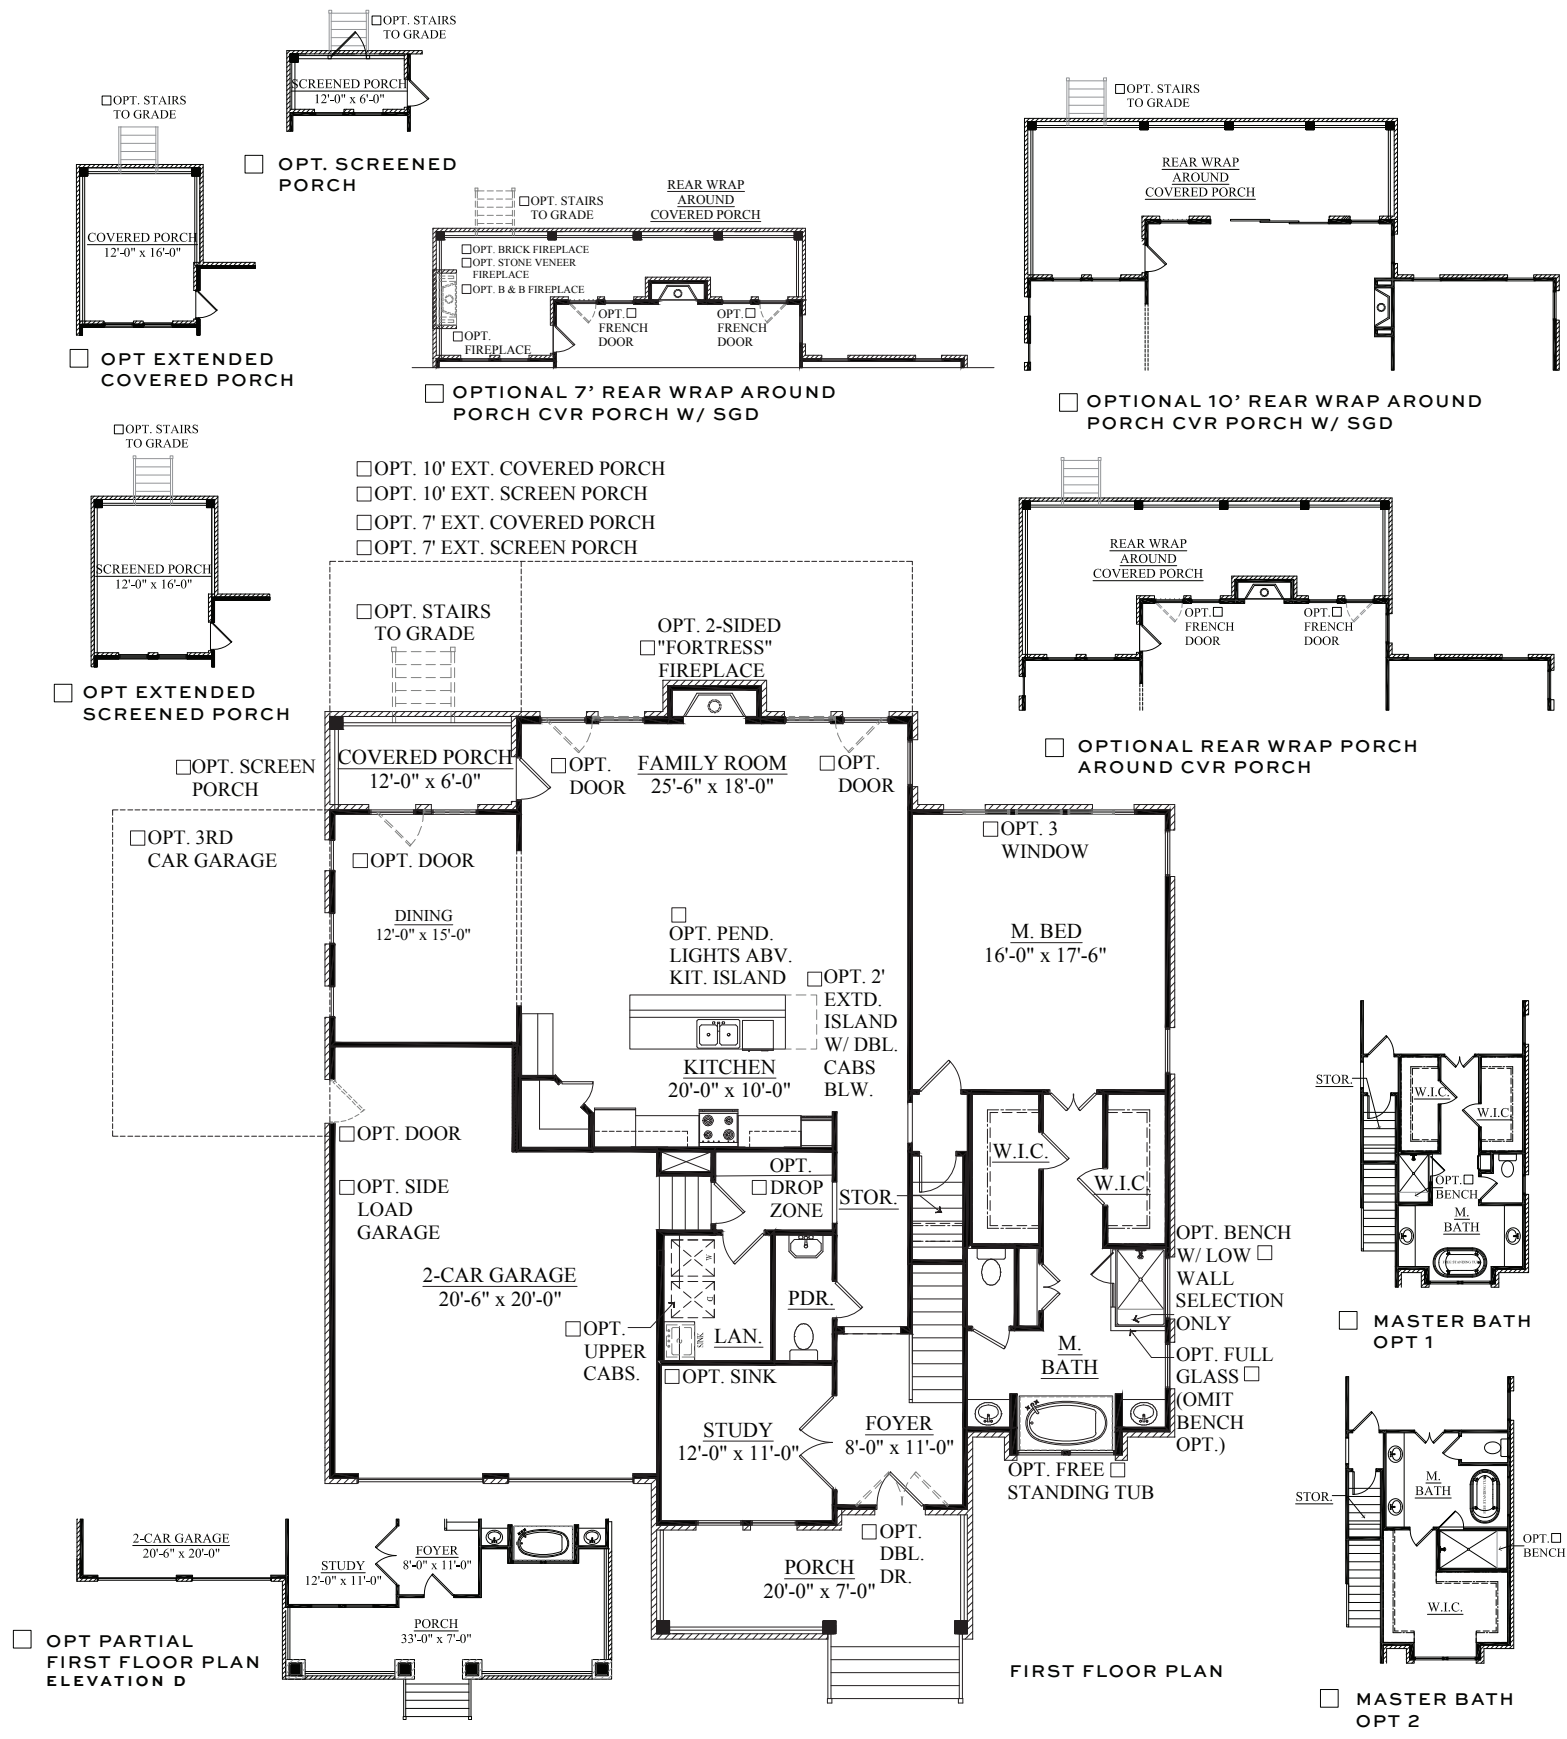 ☐OPT. STAIRS
TO GRADE
SCREENED PORCH
12'-0" x 6'-0"
☐ OPT. SCREENED
PORCH
☐OPT. STAIRS
TO GRADE
COVERED PORCH
12'-0" x 16'-0"
☐ OPT EXTENDED
COVERED PORCH
☐OPT. STAIRS
TO GRADE
REAR WRAP
AROUND
COVERED PORCH
☐OPT. BRICK FIREPLACE
☐OPT. STONE VENEER
FIREPLACE
☐OPT. B & B FIREPLACE
☐OPT.
FIREPLACE
OPT.☐
FRENCH
DOOR
OPT.☐
FRENCH
DOOR
☐ OPTIONAL 7' REAR WRAP AROUND
PORCH CVR PORCH W/ SGD
☐OPT. STAIRS
TO GRADE
REAR WRAP
AROUND
COVERED PORCH
☐ OPTIONAL 10' REAR WRAP AROUND
PORCH CVR PORCH W/ SGD
☐OPT. STAIRS
TO GRADE
SCREENED PORCH
12'-0" x 16'-0"
☐ OPT EXTENDED
SCREENED PORCH
☐OPT. 10' EXT. COVERED PORCH
☐OPT. 10' EXT. SCREEN PORCH
☐OPT. 7' EXT. COVERED PORCH
☐OPT. 7' EXT. SCREEN PORCH
☐OPT. STAIRS
TO GRADE
REAR WRAP
AROUND
COVERED PORCH
OPT.☐
FRENCH
DOOR
OPT.☐
FRENCH
DOOR
☐ OPTIONAL REAR WRAP PORCH
AROUND CVR PORCH
☐OPT. STAIRS
TO GRADE
OPT. 2-SIDED
☐"FORTRESS"
FIREPLACE
☐OPT. SCREEN
PORCH
COVERED PORCH
12'-0" x 6'-0"
☐OPT.
DOOR
FAMILY ROOM
25'-6" x 18'-0"
☐OPT.
DOOR
☐OPT. 3RD
CAR GARAGE
☐OPT. DOOR
☐OPT. 3
WINDOW
DINING
12'-0" x 15'-0"
☐
OPT. PEND.
LIGHTS ABV.
KIT. ISLAND
☐OPT. 2'
EXTD.
ISLAND
W/ DBL.
CABS
BLW.
M. BED
16'-0" x 17'-6"
KITCHEN
20'-0" x 10'-0"
☐OPT. DOOR
☐OPT. SIDE
LOAD
GARAGE
OPT.
☐DROP
ZONE
STOR.
W.I.C.
W.I.C.
OPT. BENCH
W/ LOW ☐
WALL
SELECTION
ONLY
2-CAR GARAGE
20'-6" x 20'-0"
W
D
SINK
PDR.
LAN.
☐OPT.
UPPER
CABS.
M.
BATH
OPT. FULL
GLASS ☐
(OMIT
BENCH
OPT.)
☐OPT. SINK
STUDY
12'-0" x 11'-0"
FOYER
8'-0" x 11'-0"
OPT. FREE ☐
STANDING TUB
☐OPT.
DBL.
DR.
PORCH
20'-0" x 7'-0"
FIRST FLOOR PLAN
STOR.
W.I.C.
W.I.C.
OPT.☐
BENCH
M.
BATH
☐ MASTER BATH
OPT 1
STOR.
M.
BATH
OPT.☐
BENCH
W.I.C.
☐ MASTER BATH
OPT 2
2-CAR GARAGE
20'-6" x 20'-0"
STUDY
12'-0" x 11'-0"
FOYER
8'-0" x 11'-0"
PORCH
33'-0" x 7'-0"
☐ OPT PARTIAL
FIRST FLOOR PLAN
ELEVATION D